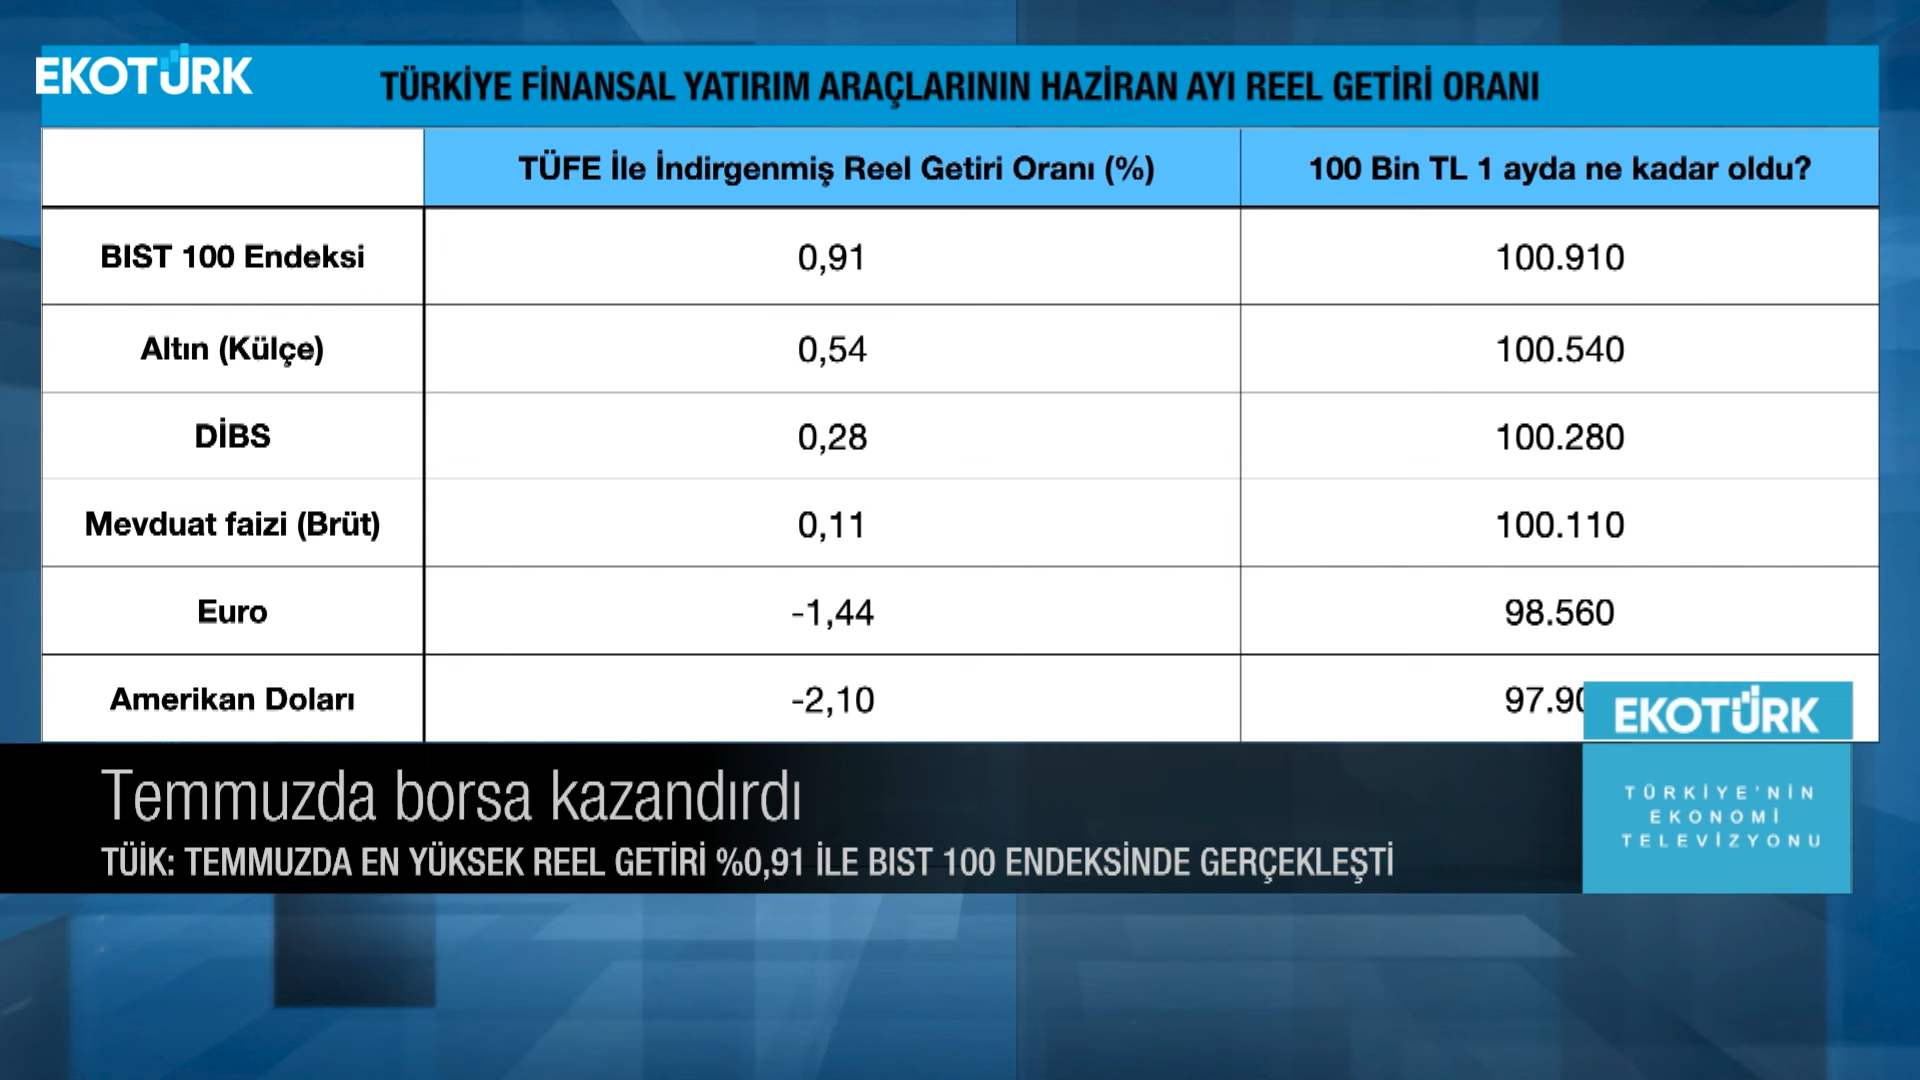 EKOTÜRK
TÜRKİYE FİNANSAL YATIRIM ARAÇLARININ HAZİRAN AYI REEL GETİRİ ORANI
TÜFE İle İndirgenmiş Reel Getiri Oranı (%) 100 Bin TL 1 ayda ne kadar oldu?
BIST 100 Endeksi 0,91 100.910
Altın (Külçe) 0,54 100.540
DİBS 0,28 100.280
Mevduat faizi (Brüt) 0,11 100.110
Euro -1,44 98.560
Amerikan Doları -2,10
EKOTÜRK
Temmuzda borsa kazandırdı
TÜİK: TEMMUZDA EN YÜKSEK REEL GETİRİ %0,91 İLE BIST 100 ENDEKSİNDE GERÇEKLEŞTİ
TÜRKİYE'NİN
EKONOMİ
TELEVİZYONU